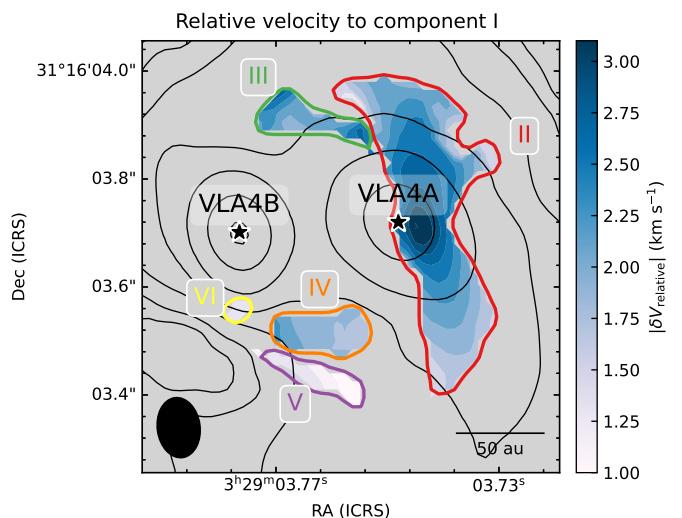 Relative velocity to component I
31°16'04.0"
03.8"
03.6"
03.4"
Dec (ICRS)
III
II
VLA4B
VLA4A
VI
IV
V
50 au
3ʰ29ᵐ03.77ˢ
03.73ˢ
RA (ICRS)
3.00
2.75
2.50
2.25
2.00
1.75
1.50
1.25
1.00
|δV_relative| (km s⁻¹)